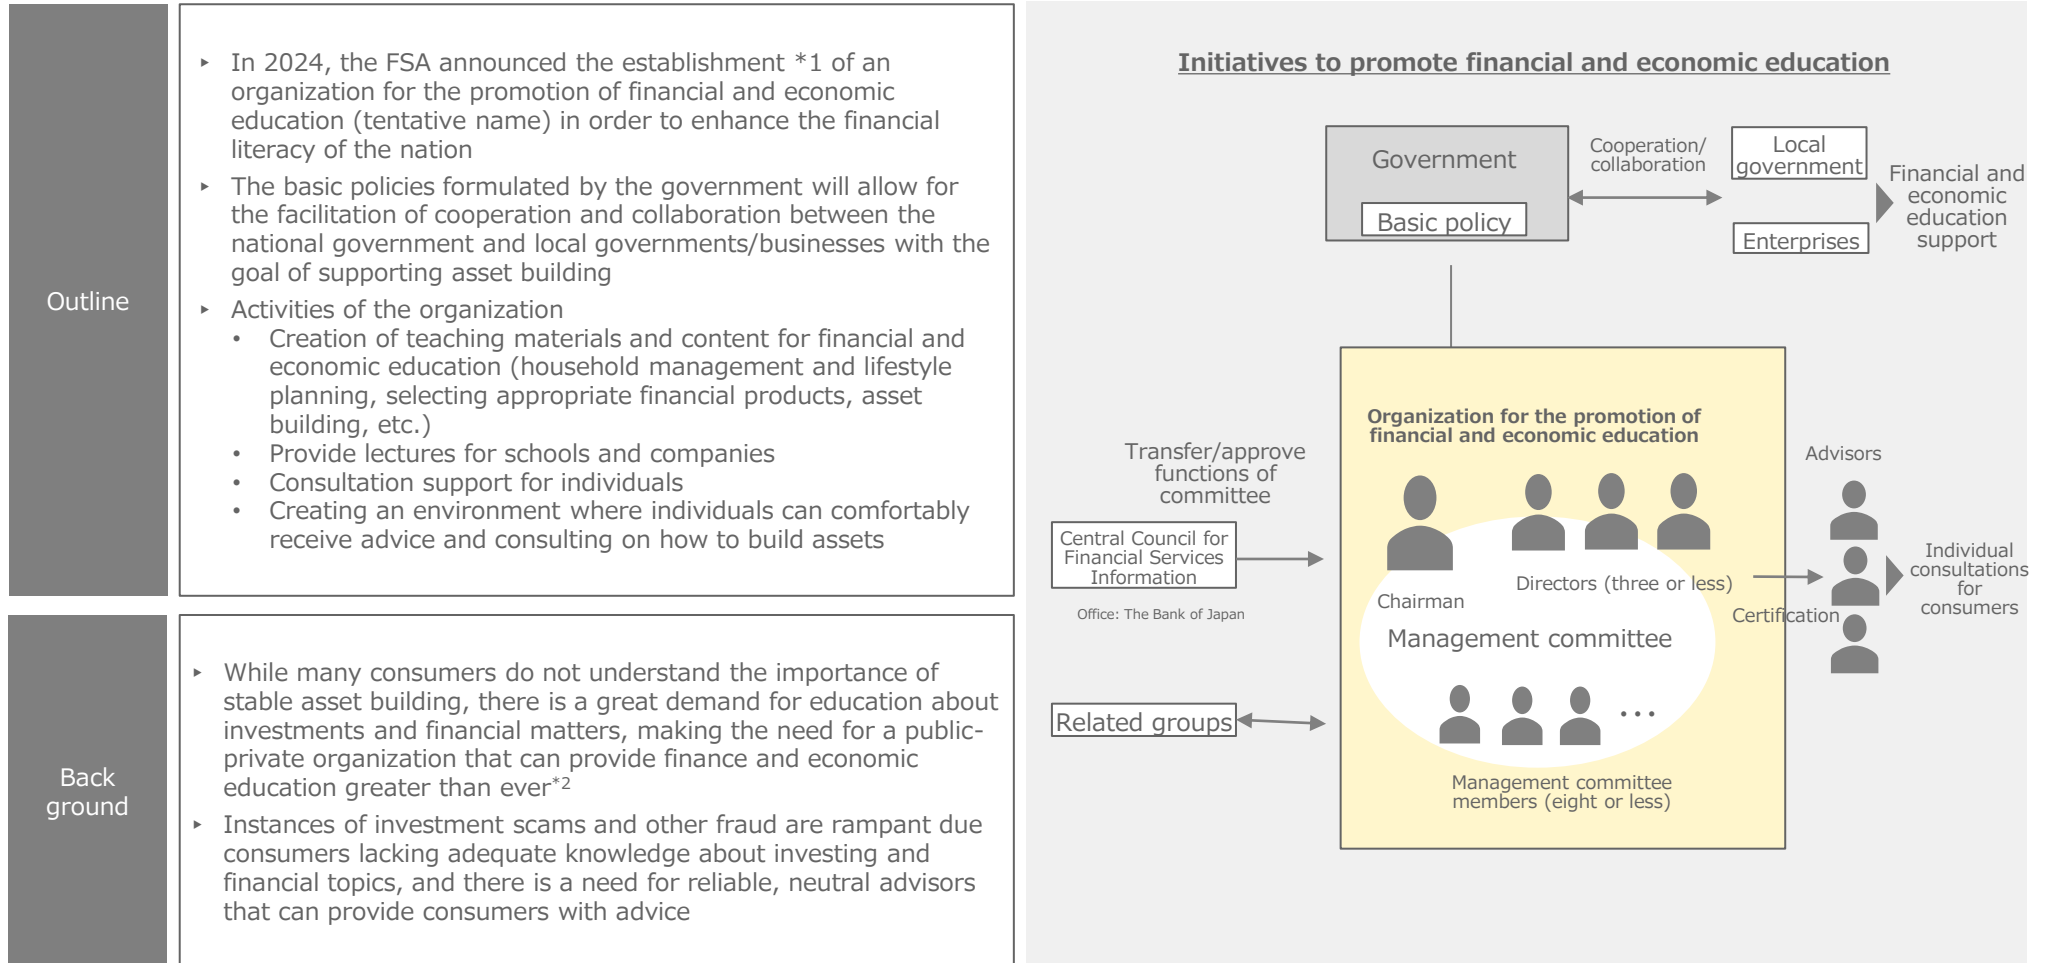 Outline
▸ In 2024, the FSA announced the establishment *1 of an
organization for the promotion of financial and economic
education (tentative name) in order to enhance the financial
literacy of the nation
▸ The basic policies formulated by the government will allow for
the facilitation of cooperation and collaboration between the
national government and local governments/businesses with the
goal of supporting asset building
▸ Activities of the organization
• Creation of teaching materials and content for financial and
economic education (household management and lifestyle
planning, selecting appropriate financial products, asset
building, etc.)
• Provide lectures for schools and companies
• Consultation support for individuals
• Creating an environment where individuals can comfortably
receive advice and consulting on how to build assets
Back
ground
▸ While many consumers do not understand the importance of
stable asset building, there is a great demand for education about
investments and financial matters, making the need for a public-
private organization that can provide finance and economic
education greater than ever*2
▸ Instances of investment scams and other fraud are rampant due
consumers lacking adequate knowledge about investing and
financial topics, and there is a need for reliable, neutral advisors
that can provide consumers with advice
Initiatives to promote financial and economic education
Government
Basic policy
Cooperation/
collaboration
Local
government
Enterprises
Financial and
economic
education
support
Transfer/approve
functions of
committee
Central Council for
Financial Services
Information
Office: The Bank of Japan
Related groups
Organization for the promotion of
financial and economic education
Chairman
Directors (three or less)
Management committee
...
Management committee
members (eight or less)
Advisors
Certification
Individual
consultations
for
consumers